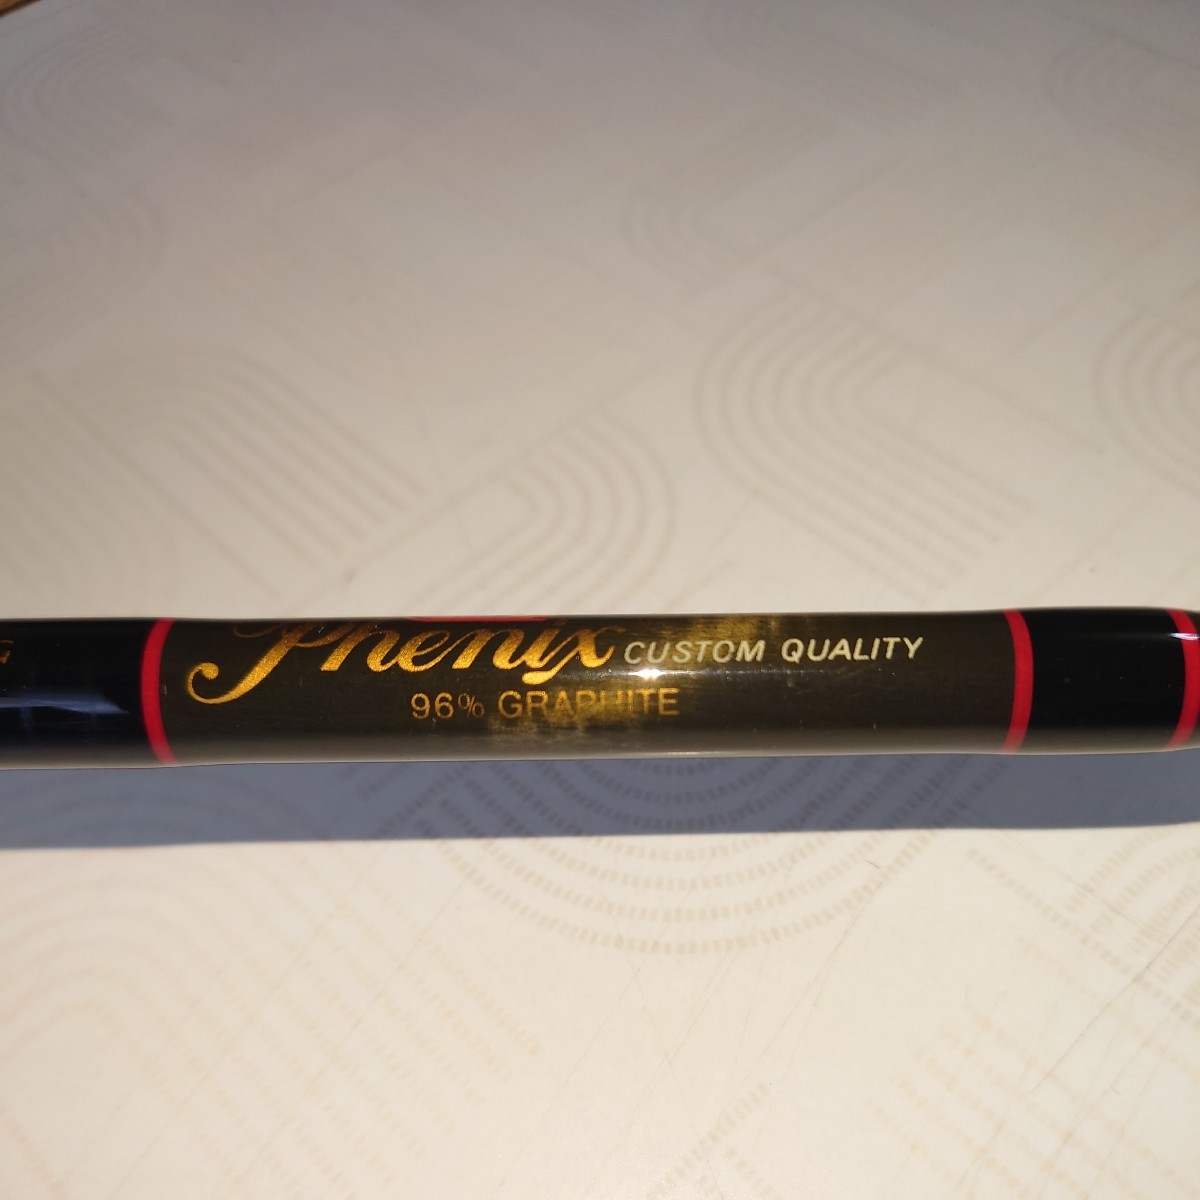 Phenix CUSTOM QUALITY
96% GRAPHITE